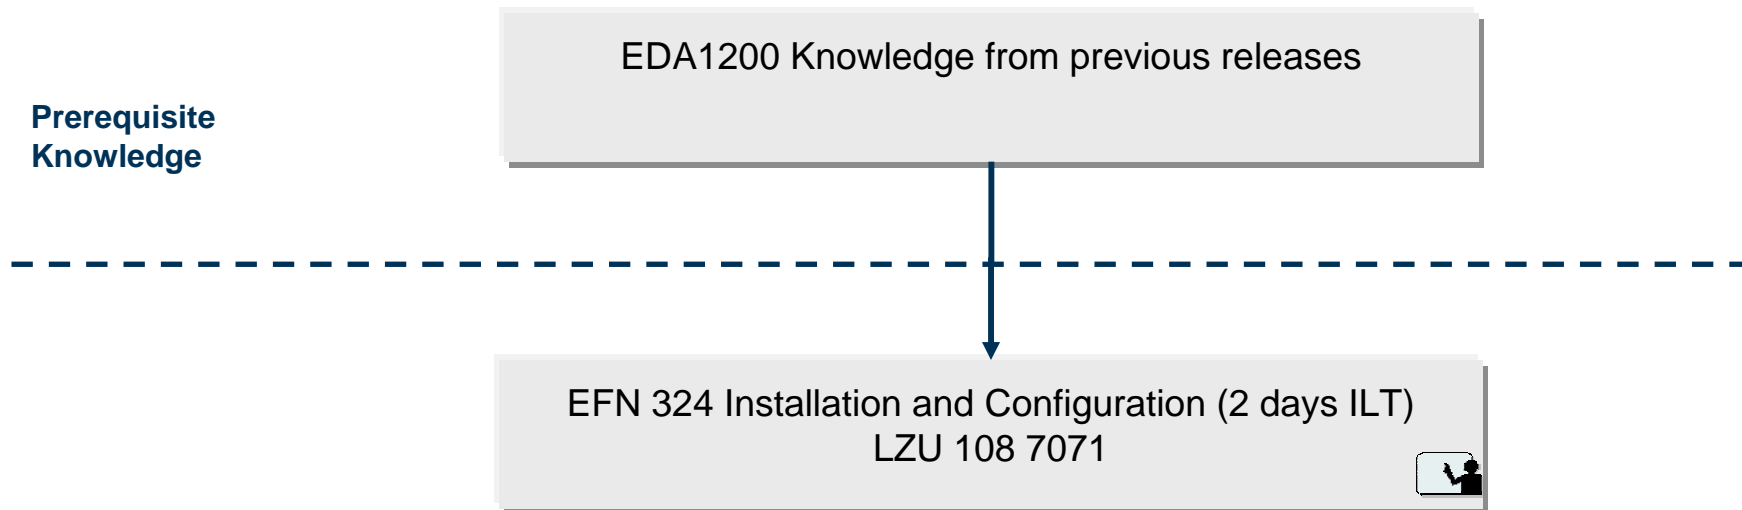 EDA1200 Knowledge from previous releases
Prerequisite
Knowledge
EFN 324 Installation and Configuration (2 days ILT)
LZU 108 7071